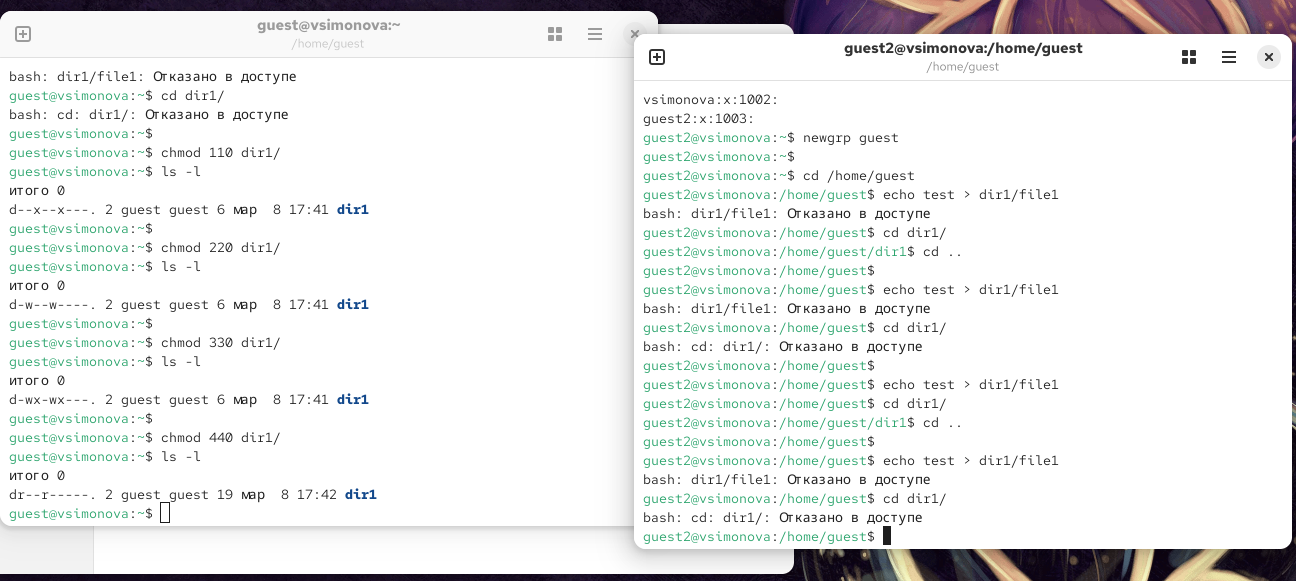 guest@vsimonova:~
/home/guest
bash: dir1/file1: Отказано в доступе
guest@vsimonova:~$ cd dir1/
bash: cd: dir1/: Отказано в доступе
guest@vsimonova:~$
guest@vsimonova:~$ chmod 110 dir1/
guest@vsimonova:~$ ls -l
итого 0
d--x--x---. 2 guest guest 6 мар  8 17:41 dir1
guest@vsimonova:~$
guest@vsimonova:~$ chmod 220 dir1/
guest@vsimonova:~$ ls -l
итого 0
d-w--w----. 2 guest guest 6 мар  8 17:41 dir1
guest@vsimonova:~$
guest@vsimonova:~$ chmod 330 dir1/
guest@vsimonova:~$ ls -l
итого 0
d-wx-wx---. 2 guest guest 6 мар  8 17:41 dir1
guest@vsimonova:~$
guest@vsimonova:~$ chmod 440 dir1/
guest@vsimonova:~$ ls -l
итого 0
dr--r-----. 2 guest guest 19 мар  8 17:42 dir1
guest@vsimonova:~$
guest2@vsimonova:/home/guest
/home/guest
vsimonova:x:1002:
guest2:x:1003:
guest2@vsimonova:~$ newgrp guest
guest2@vsimonova:~$
guest2@vsimonova:~$ cd /home/guest
guest2@vsimonova:/home/guest$ echo test > dir1/file1
bash: dir1/file1: Отказано в доступе
guest2@vsimonova:/home/guest$ cd dir1/
guest2@vsimonova:/home/guest/dir1$ cd ..
guest2@vsimonova:/home/guest$
guest2@vsimonova:/home/guest$ echo test > dir1/file1
bash: dir1/file1: Отказано в доступе
guest2@vsimonova:/home/guest$ cd dir1/
bash: cd: dir1/: Отказано в доступе
guest2@vsimonova:/home/guest$
guest2@vsimonova:/home/guest$ echo test > dir1/file1
guest2@vsimonova:/home/guest$ cd dir1/
guest2@vsimonova:/home/guest/dir1$ cd ..
guest2@vsimonova:/home/guest$
guest2@vsimonova:/home/guest$ echo test > dir1/file1
bash: dir1/file1: Отказано в доступе
guest2@vsimonova:/home/guest$ cd dir1/
bash: cd: dir1/: Отказано в доступе
guest2@vsimonova:/home/guest$